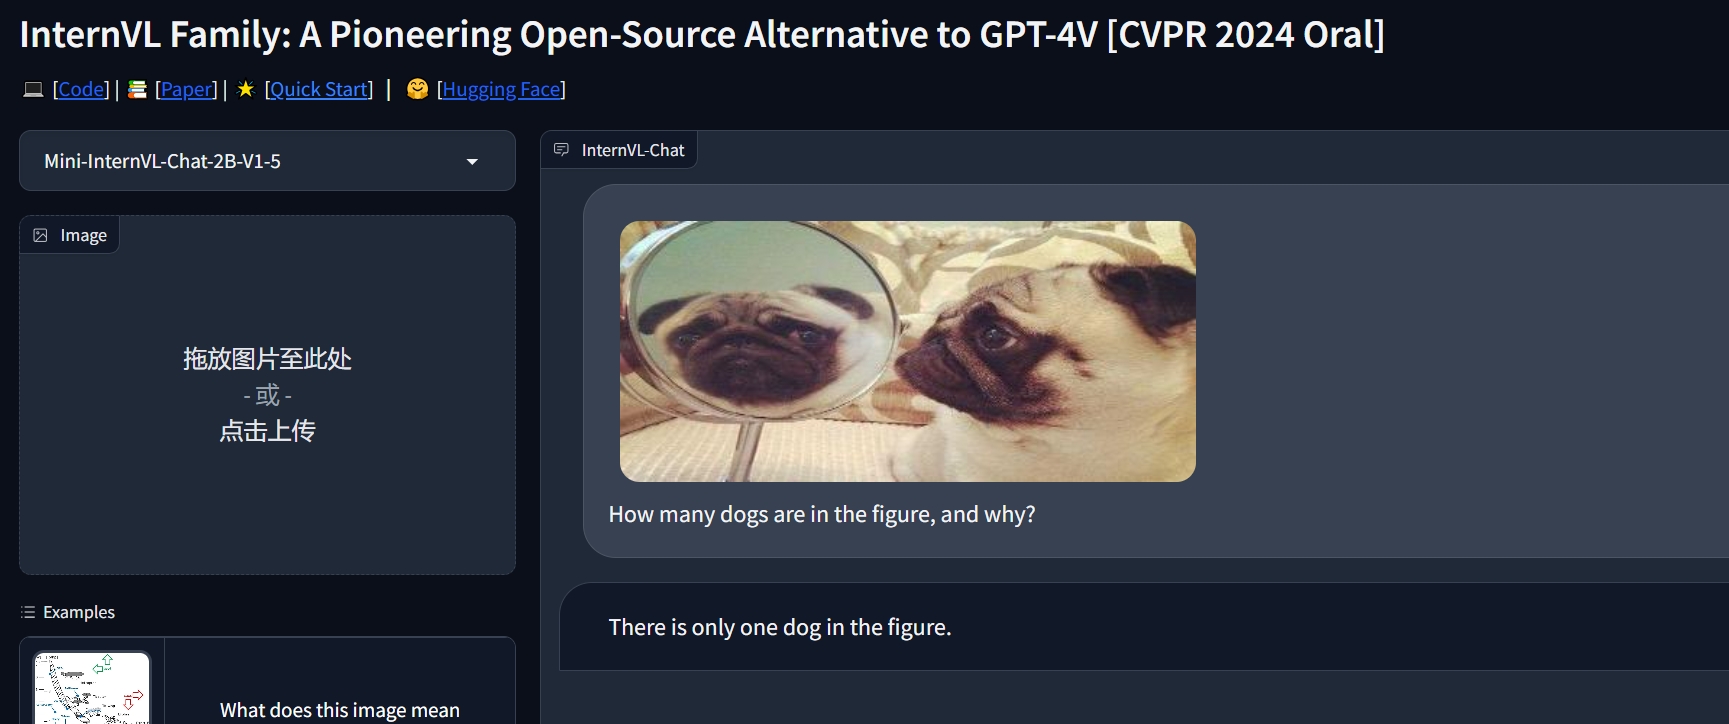 InternVL Family: A Pioneering Open-Source Alternative to GPT-4V [CVPR 2024 Oral]
[Code] | [Paper] | [Quick Start] | [Hugging Face]
Mini-InternVL-Chat-2B-V1-5
Image
拖放图片至此处
- 或 -
点击上传
Examples
What does this image mean
InternVL-Chat
How many dogs are in the figure, and why?
There is only one dog in the figure.